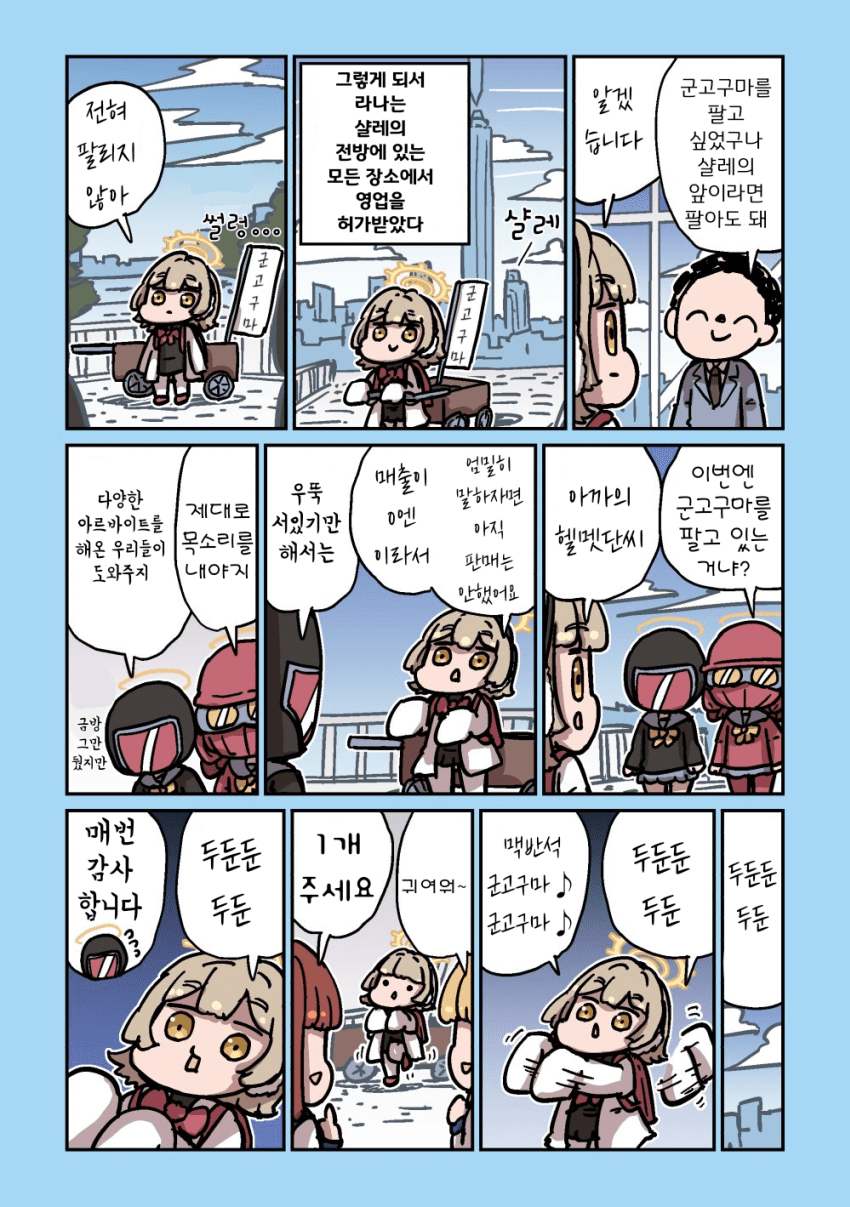 군고구마를
팔고
싶었구나
샬레의
앞이라면
팔아도 돼
알겠
습니다
그렇게 되서
라나는
샬레의
전방에 있는
모든 장소에서
영업을
허가받았다
샬레
군고구마
전혀
팔리지
않아
썰렁...
군고구마
이번엔
군고구마를
팔고 있는
거냐?
아까의
헬멧단씨
엄밀히
말하자면
아직
판매는
안했어요
매출이
0엔
이라서
우뚝
서있기만
해서는
제대로
목소리를
내야지
다양한
아르바이트를
해온 우리들이
도와주지
금방
그만
뒀지만
두둔둔
두둔
두둔둔
두둔
맥반석
군고구마♪
군고구마♪
귀여워~
1개
주세요
두둔둔
두둔
매번
감사
합니다